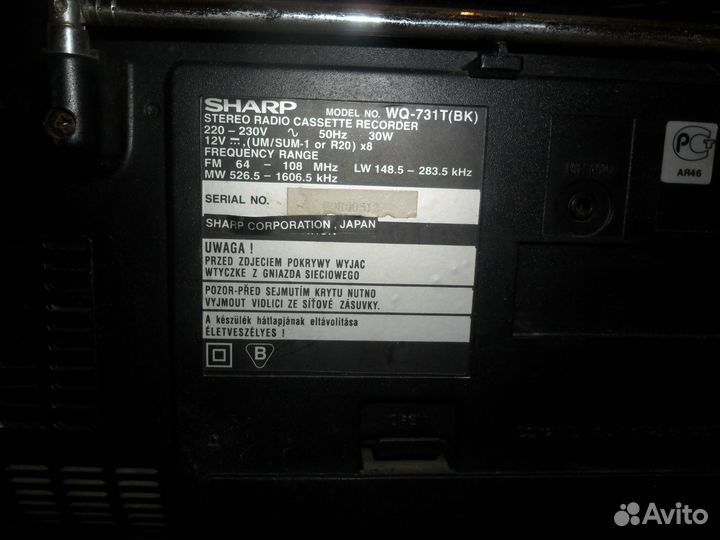 SHARP MODEL NO. WQ-731T(BK)
STEREO RADIO CASSETTE RECORDER
220 – 230V ∿ 50Hz 30W
12V ⎓, (UM/SUM-1 or R20) x8
FREQUENCY RANGE
FM 64 – 108 MHz LW 148.5 – 283.5 kHz
MW 526.5 – 1606.5 kHz
SERIAL NO.
SHARP CORPORATION, JAPAN
UWAGA !
PRZED ZDJECIEM POKRYWY WYJAC
WTYCZKE Z GNIAZDA SIECIOWEGO
POZOR-PŘED SEJMUTÍM KRYTU NUTNO
VYJMOUT VIDLICI ZE SÍŤOVÉ ZÁSUVKY.
A készülék hátlapjának eltávolítása
ÉLETVESZÉLYES !
B
РСТ
АЯ46
Avito